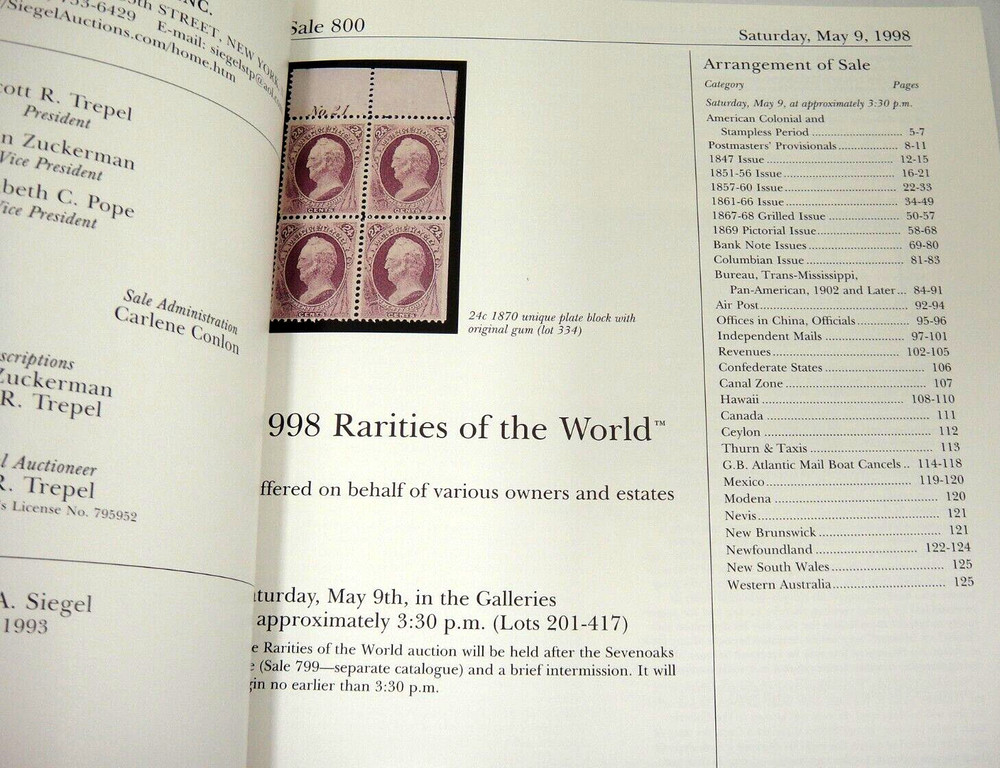 INC.
STREET, NEW YORK,
-6429 E-mail: siegelstp@aol.
/SiegelAuctions.com/home.htm
ott R. Trepel
President
n Zuckerman
Vice President
beth C. Pope
Vice President
Sale Administration
Carlene Conlon
scriptions
Zuckerman
R. Trepel
l Auctioneer
R. Trepel
's License No. 795952
A. Siegel
1993
Sale 800
Saturday, May 9, 1998
No. 21
24 24
CENTS CENTS
24 24
CENTS CENTS
24c 1870 unique plate block with
original gum (lot 334)
998 Rarities of the World™
ffered on behalf of various owners and estates
turday, May 9th, in the Galleries
approximately 3:30 p.m. (Lots 201-417)
e Rarities of the World auction will be held after the Sevenoaks
e (Sale 799—separate catalogue) and a brief intermission. It will
gin no earlier than 3:30 p.m.
Arrangement of Sale
Category Pages
Saturday, May 9, at approximately 3:30 p.m.
American Colonial and
Stampless Period ........ 5-7
Postmasters' Provisionals........ 8-11
1847 Issue ........ 12-15
1851-56 Issue........ 16-21
1857-60 Issue........ 22-33
1861-66 Issue........ 34-49
1867-68 Grilled Issue ........ 50-57
1869 Pictorial Issue........ 58-68
Bank Note Issues........ 69-80
Columbian Issue ........ 81-83
Bureau, Trans-Mississippi,
Pan-American, 1902 and Later... 84-91
Air Post........ 92-94
Offices in China, Officials........ 95-96
Independent Mails ........ 97-101
Revenues........ 102-105
Confederate States ........ 106
Canal Zone ........ 107
Hawaii ........ 108-110
Canada ........ 111
Ceylon ........ 112
Thurn & Taxis ........ 113
G.B. Atlantic Mail Boat Cancels.. 114-118
Mexico........ 119-120
Modena ........ 120
Nevis........ 121
New Brunswick........ 121
Newfoundland ........ 122-124
New South Wales........ 125
Western Australia........ 125